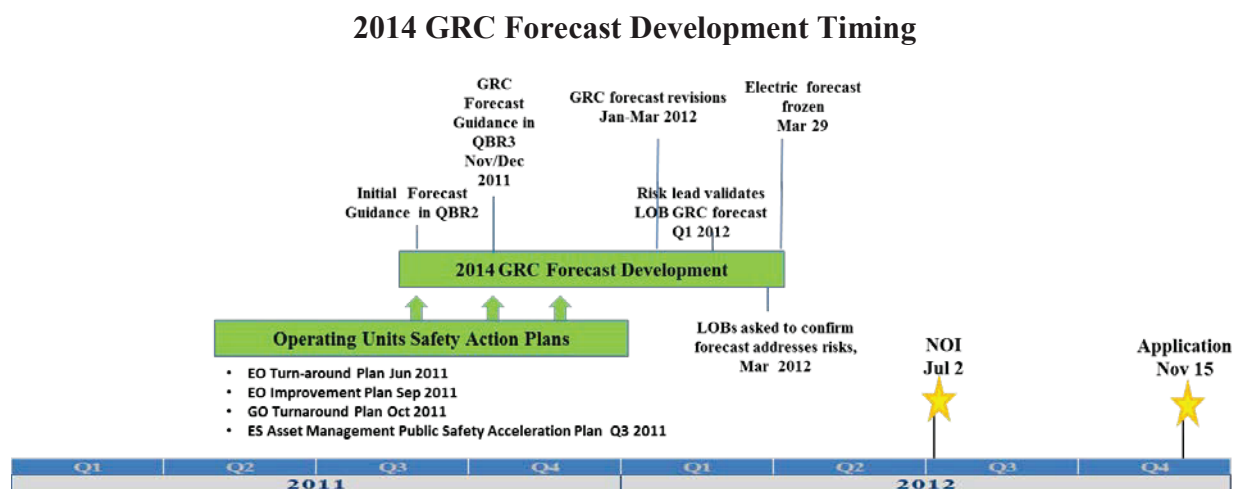 2014 GRC Forecast Development Timing
GRC
Forecast
Guidance in
QBR3
Nov/Dec
2011
GRC forecast revisions
Jan-Mar 2012
Electric forecast
frozen
Mar 29
Initial Forecast
Guidance in QBR2
Risk lead validates
LOB GRC forecast
Q1 2012
2014 GRC Forecast Development
Operating Units Safety Action Plans
• EO Turn-around Plan Jun 2011
• EO Improvement Plan Sep 2011
• GO Turnaround Plan Oct 2011
• ES Asset Management Public Safety Acceleration Plan Q3 2011
LOBs asked to confirm
forecast addresses risks,
Mar 2012
NOI
Jul 2
Application
Nov 15
Q1 Q2 Q3 Q4 Q1 Q2 Q3 Q4
2011 2012